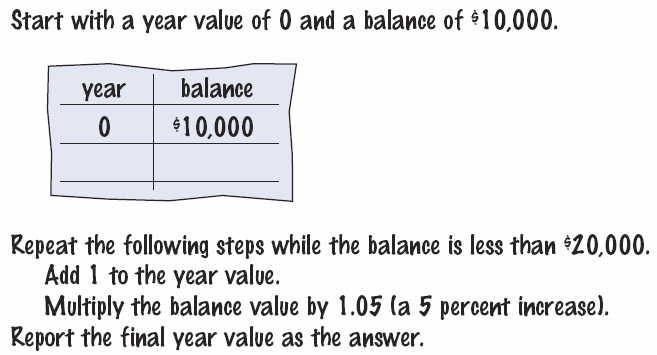 Start with a year value of 0 and a balance of $10,000.
year balance
0 $10,000
Repeat the following steps while the balance is less than $20,000.
Add 1 to the year value.
Multiply the balance value by 1.05 (a 5 percent increase).
Report the final year value as the answer.